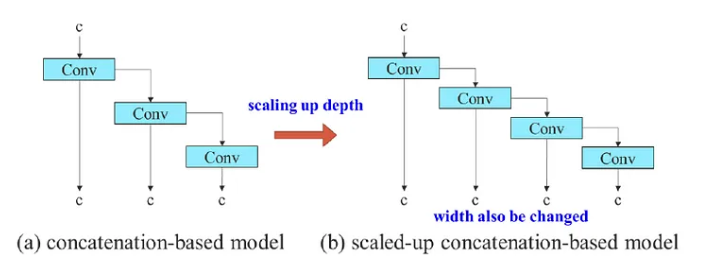 c
c
Conv
Conv
Conv
scaling up depth
Conv
Conv
Conv
Conv
c
c
c
c
c
c
c
width also be changed
(a) concatenation-based model
(b) scaled-up concatenation-based model